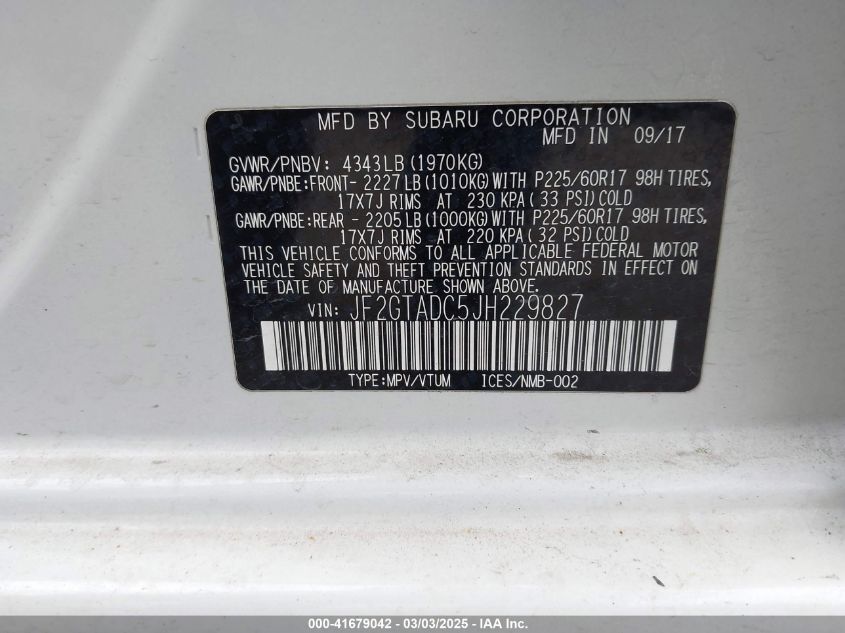 MFD BY SUBARU CORPORATION
MFD IN 09/17
GVWR/PNBV: 4343LB (1970KG)
GAWR/PNBE:FRONT- 2227LB(1010KG)WITH P225/60R17 98H TIRES,
17X7J RIMS AT 230 KPA (33 PSI)COLD
GAWR/PNBE:REAR - 2205LB(1000KG)WITH P225/60R17 98H TIRES,
17X7J RIMS AT 220 KPA (32 PSI)COLD
THIS VEHICLE CONFORMS TO ALL APPLICABLE FEDERAL MOTOR
VEHICLE SAFETY AND THEFT PREVENTION STANDARDS IN EFFECT ON
THE DATE OF MANUFACTURE SHOWN ABOVE.
VIN: JF2GTADC5JH229827
TYPE:MPV/VTUM ICES/NMB-002
000-41679042 - 03/03/2025 - IAA Inc.